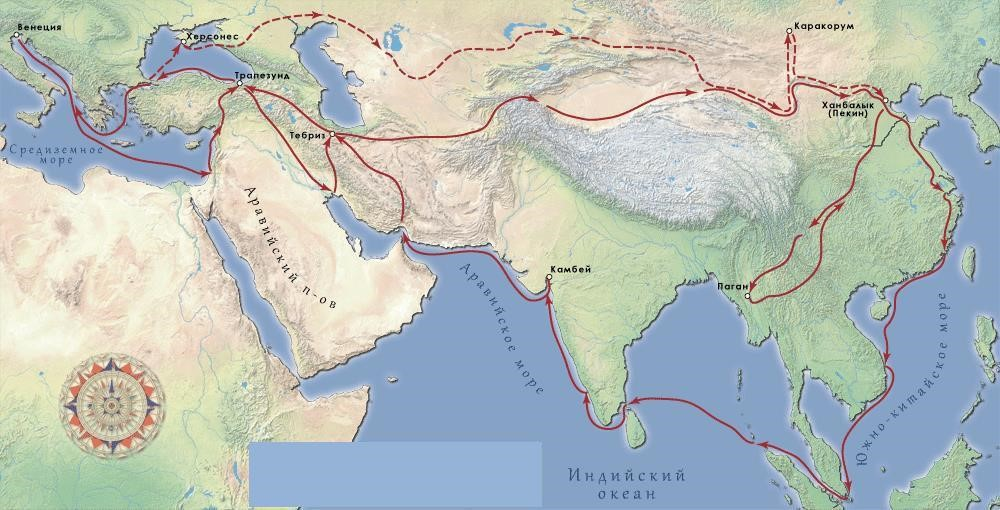 Венеция
Херсонес
Каракорум
Трапезунд
Ханбалык
(Пекин)
Тебриз
Средиземное
море
Аравийский п-ов
Камбей
Паган
Аравийское море
Южно-китайское море
Индийский
океан